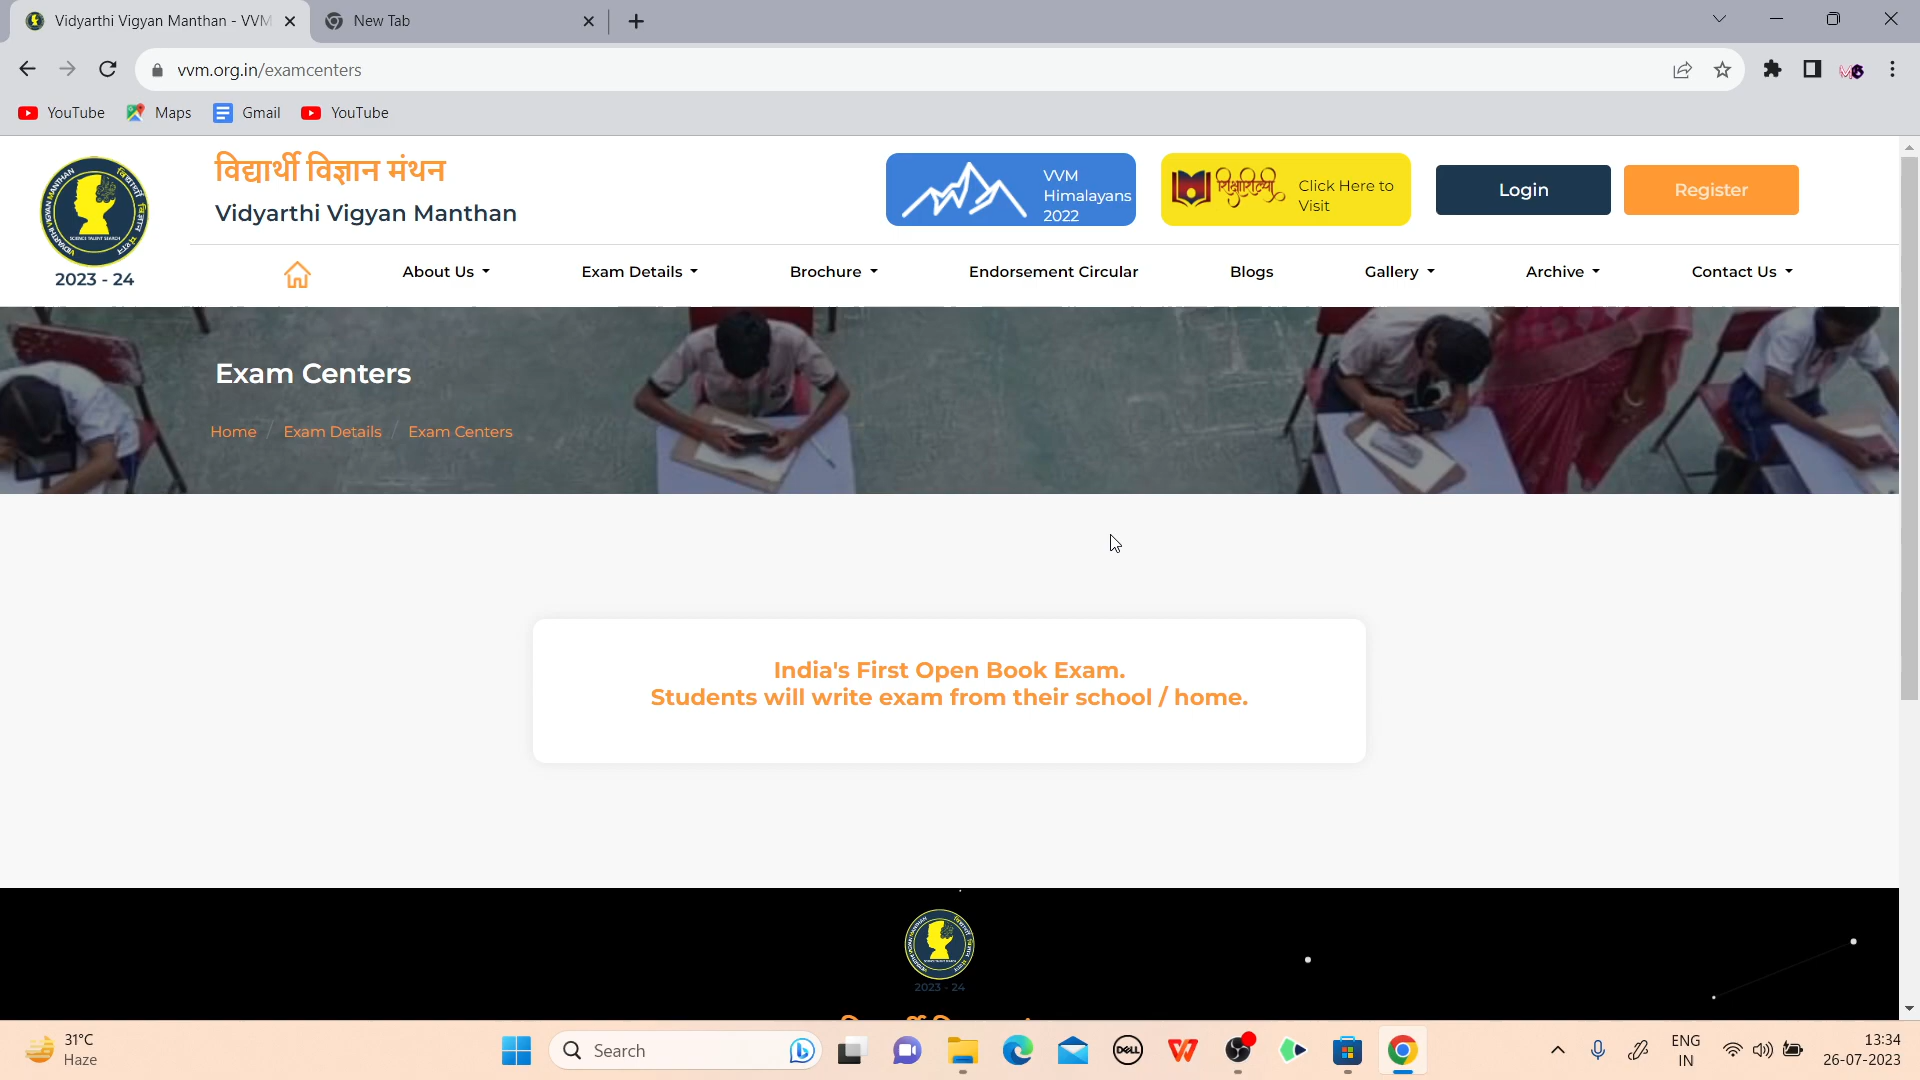 Vidyarthi Vigyan Manthan - VVM
New Tab
vvm.org.in/examcenters
YouTube
Maps
Gmail
YouTube
विद्यार्थी विज्ञान मंथन
Vidyarthi Vigyan Manthan
2023 - 24
VVM
Himalayans
2022
Click Here to
Visit
Login
Register
About Us
Exam Details
Brochure
Endorsement Circular
Blogs
Gallery
Archive
Contact Us
Exam Centers
Home / Exam Details / Exam Centers
India's First Open Book Exam.
Students will write exam from their school / home.
2023 - 24
31°C
Haze
Search
DELL
ENG
IN
13:34
26-07-2023